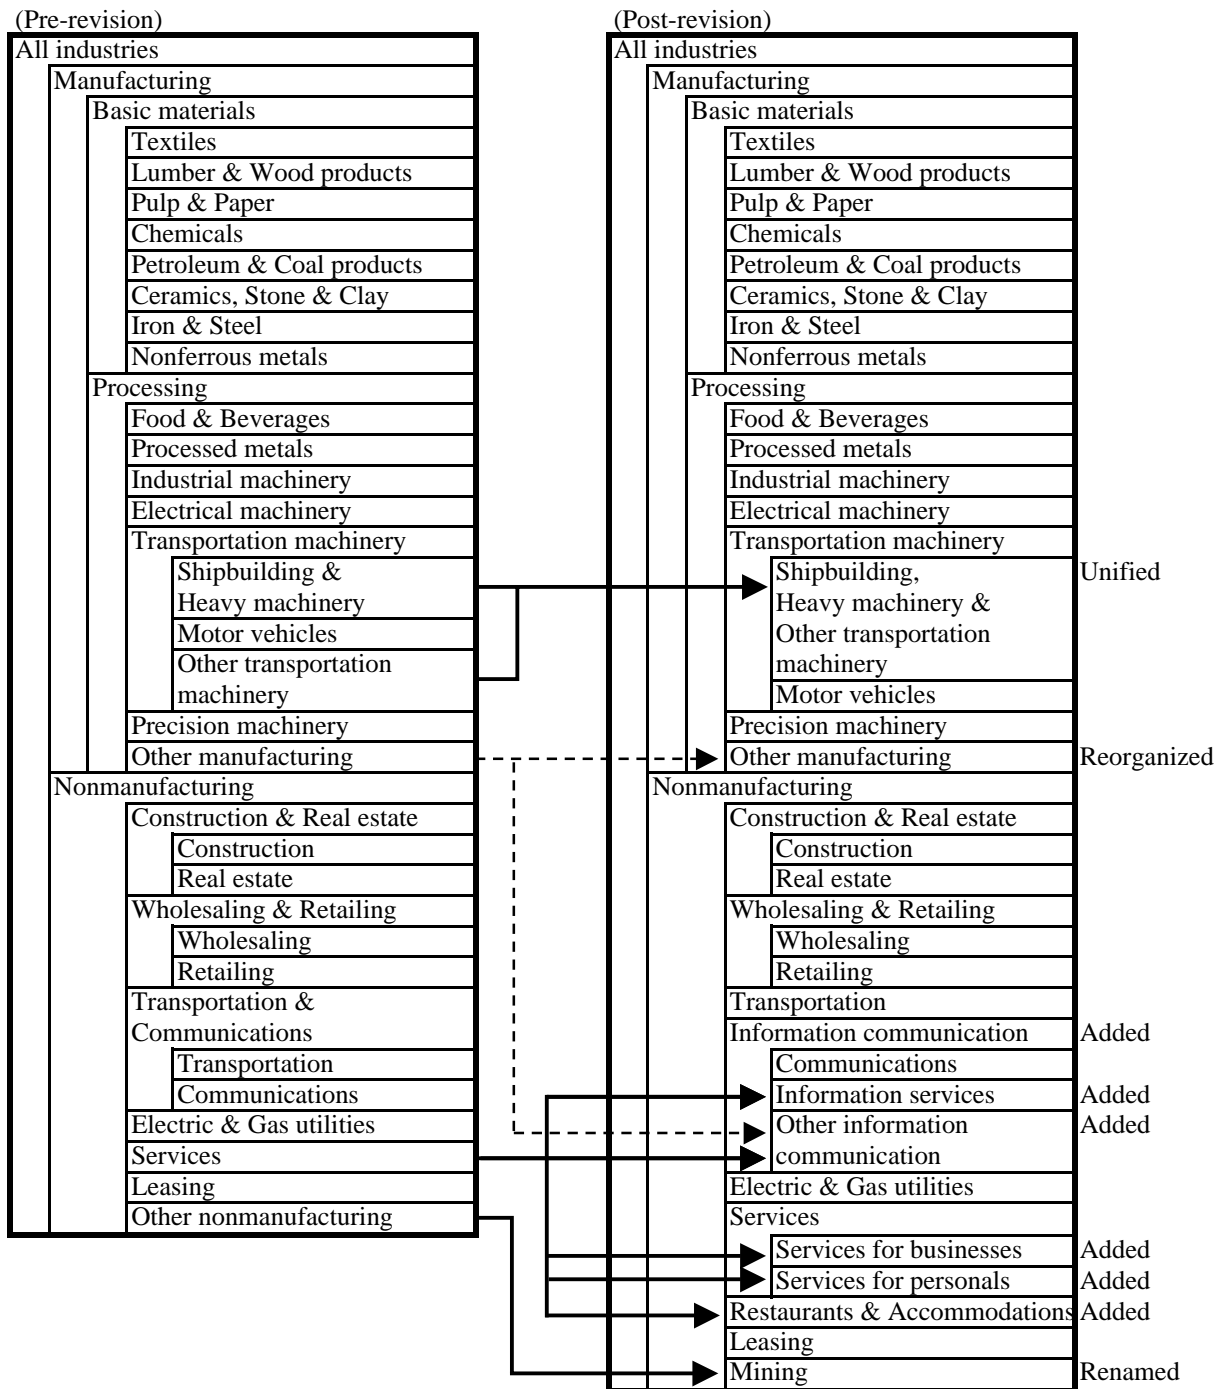 (Pre-revision)
All industries
Manufacturing
Basic materials
Textiles
Lumber & Wood products
Pulp & Paper
Chemicals
Petroleum & Coal products
Ceramics, Stone & Clay
Iron & Steel
Nonferrous metals
Processing
Food & Beverages
Processed metals
Industrial machinery
Electrical machinery
Transportation machinery
Shipbuilding &
Heavy machinery
Motor vehicles
Other transportation
machinery
Precision machinery
Other manufacturing
Nonmanufacturing
Construction & Real estate
Construction
Real estate
Wholesaling & Retailing
Wholesaling
Retailing
Transportation &
Communications
Transportation
Communications
Electric & Gas utilities
Services
Leasing
Other nonmanufacturing
(Post-revision)
All industries
Manufacturing
Basic materials
Textiles
Lumber & Wood products
Pulp & Paper
Chemicals
Petroleum & Coal products
Ceramics, Stone & Clay
Iron & Steel
Nonferrous metals
Processing
Food & Beverages
Processed metals
Industrial machinery
Electrical machinery
Transportation machinery
Shipbuilding, Unified
Heavy machinery &
Other transportation
machinery
Motor vehicles
Precision machinery
Other manufacturing Reorganized
Nonmanufacturing
Construction & Real estate
Construction
Real estate
Wholesaling & Retailing
Wholesaling
Retailing
Transportation
Information communication Added
Communications
Information services Added
Other information Added
communication
Electric & Gas utilities
Services
Services for businesses Added
Services for personals Added
Restaurants & Accommodations Added
Leasing
Mining Renamed